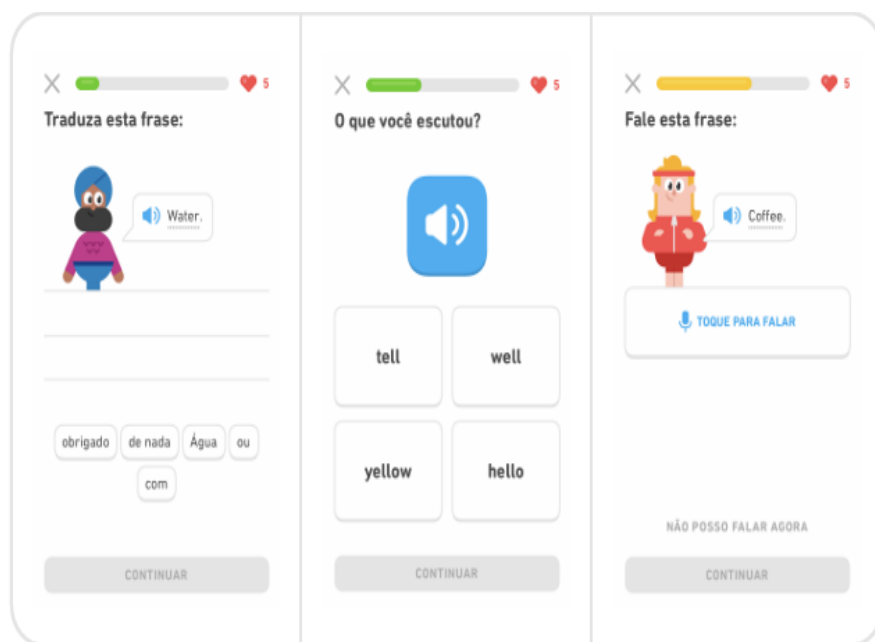 5
Traduza esta frase:
Water.
obrigado de nada Água ou
com
CONTINUAR
5
O que você escutou?
tell well
yellow hello
CONTINUAR
5
Fale esta frase:
Coffee.
TOQUE PARA FALAR
NÃO POSSO FALAR AGORA
CONTINUAR